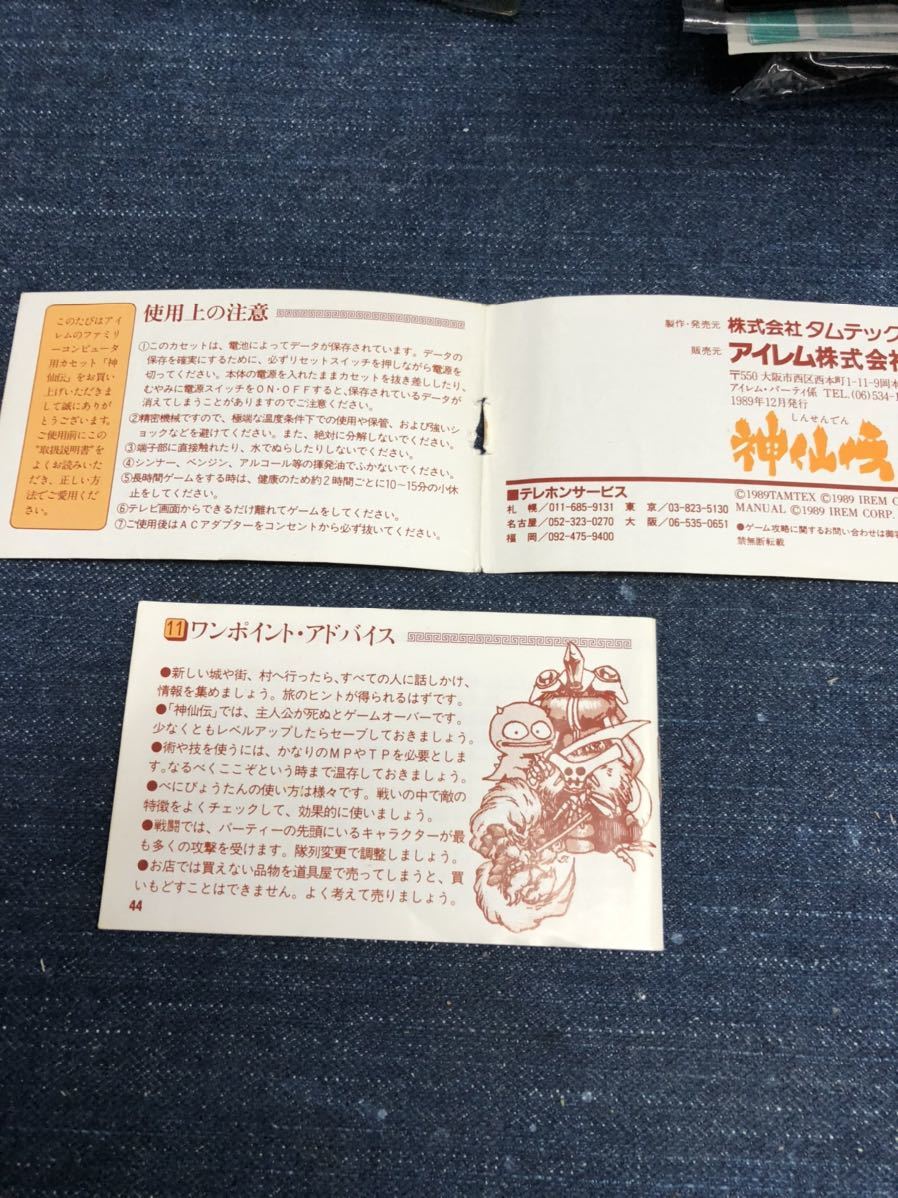 このたびはアイ
レムのファミリ
ーコンピュータ
用カセット「神
仙伝」をお買い
上げいただきま
して誠にありが
とうございます。
ご使用前にこの
"取扱説明書"を
よくお読みいた
だき、正しい方
法でご愛用くだ
さい。
使用上の注意
①このカセットは、電池によってデータが保存されています。データの
保存を確実にするために、必ずリセットスイッチを押しながら電源を
切ってください。本体の電源を入れたままカセットを抜き差ししたり、
むやみに電源スイッチをON・OFFすると、保存されているデータが
消えてしまうことがありますのでご注意ください。
②精密機械ですので、極端な温度条件下での使用や保管、および強いシ
ョックなどを避けてください。また、絶対に分解しないでください。
③端子部に直接触れたり、水でぬらしたりしないでください。
④シンナー、ベンジン、アルコール等の揮発油でふかないでください。
⑤長時間ゲームをする時は、健康のため約2時間ごとに10~15分の小休
止をしてください。
⑥テレビ画面からできるだけ離れてゲームをしてください。
⑦ご使用後はACアダプターをコンセントから必ず抜いてください。
製作・発売元 株式会社 タムテック
販売元 アイレム株式会社
〒550 大阪市西区西本町1-11-9岡本
アイレム・パーティ係 TEL.(06)534-1
1989年12月発行
しんせんでん
神仙伝
■テレホンサービス
札 幌/011-685-9131 東 京/03-823-5130
名古屋/052-323-0270 大 阪/06-535-0651
福 岡/092-475-9400
©1989TAMTEX ©1989 IREM C
MANUAL ©1989 IREM CORP.
●ゲーム攻略に関するお問い合わせは御容
禁無断転載
11 ワンポイント・アドバイス
●新しい城や街、村へ行ったら、すべての人に話しかけ、
情報を集めましょう。旅のヒントが得られるはずです。
●「神仙伝」では、主人公が死ぬとゲームオーバーです。
少なくともレベルアップしたらセーブしておきましょう。
●術や技を使うには、かなりのMPやTPを必要としま
す。なるべくここぞという時まで温存しておきましょう。
●べにひょうたんの使い方は様々です。戦いの中で敵の
特徴をよくチェックして、効果的に使いましょう。
●戦闘では、パーティーの先頭にいるキャラクターが最
も多くの攻撃を受けます。隊列変更で調整しましょう。
●お店では買えない品物を道具屋で売ってしまうと、買
いもどすことはできません。よく考えて売りましょう。
44